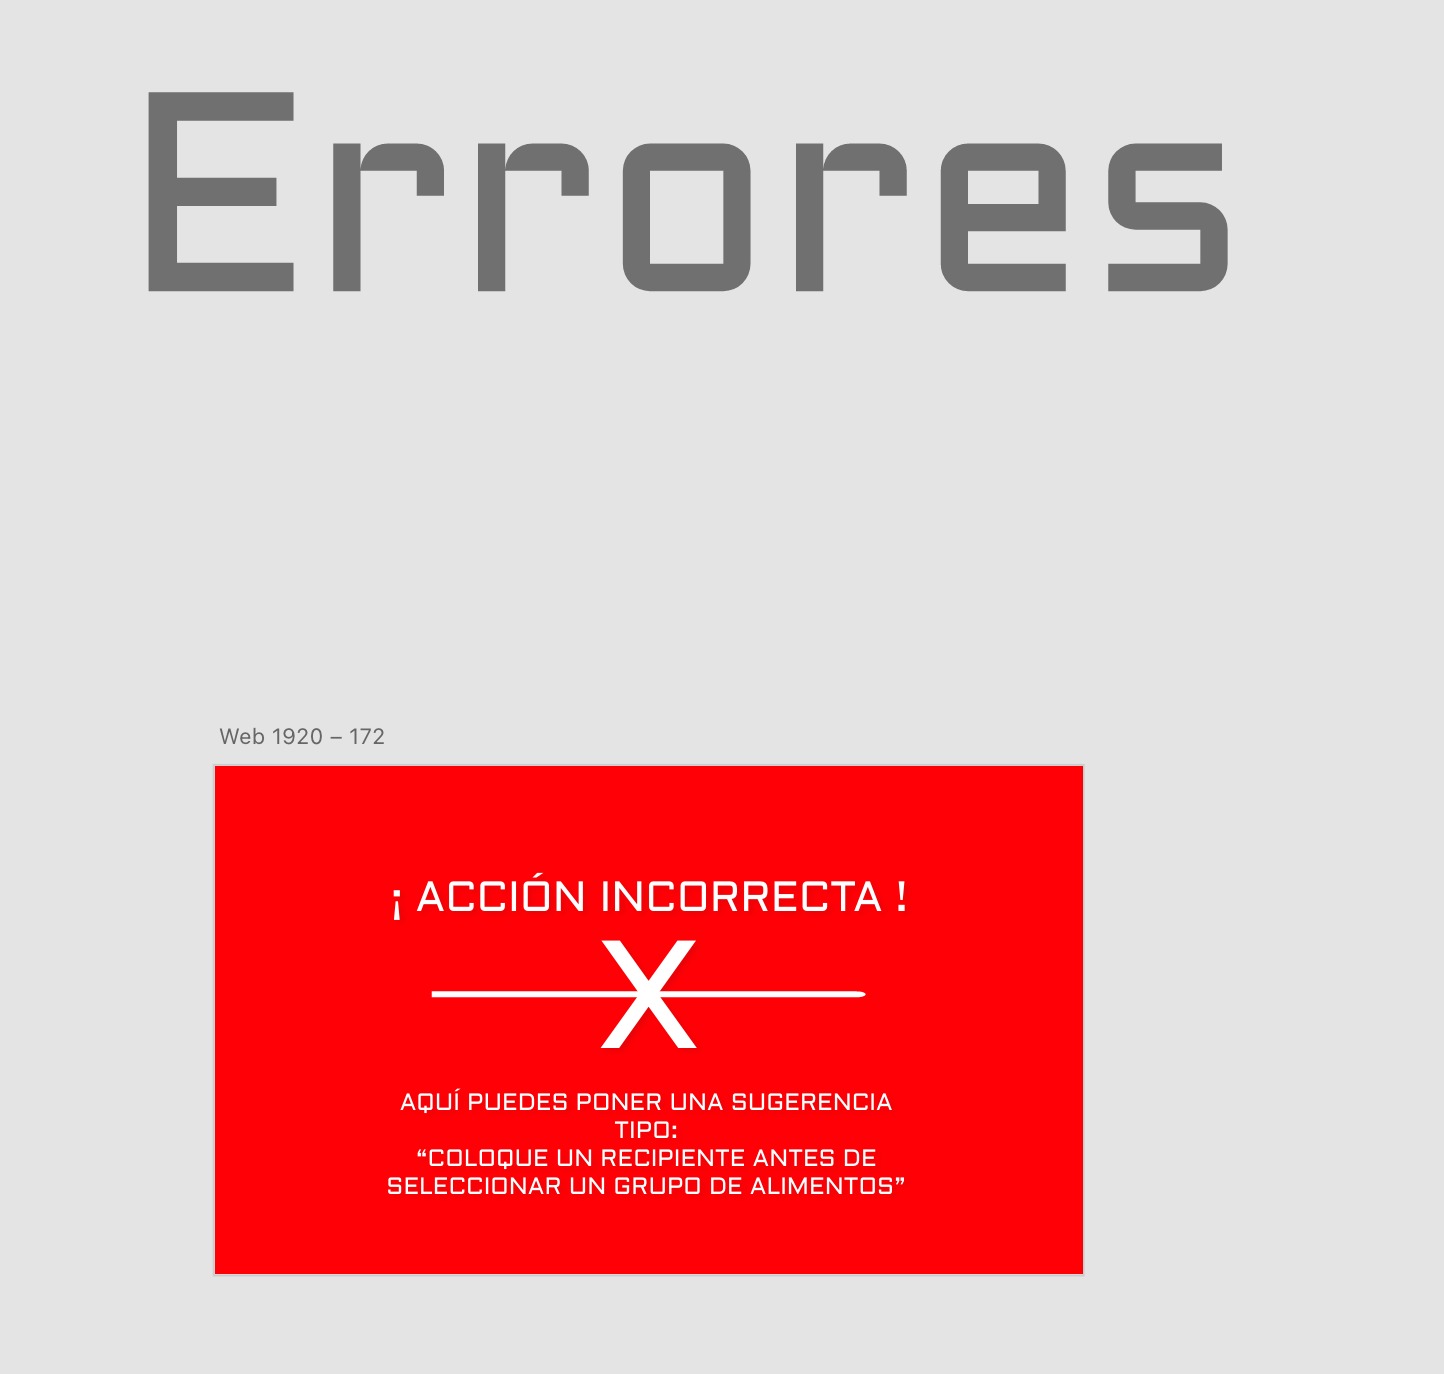 Errores
Web 1920 – 172
¡ ACCIÓN INCORRECTA !
X
AQUÍ PUEDES PONER UNA SUGERENCIA
TIPO:
“COLOQUE UN RECIPIENTE ANTES DE
SELECCIONAR UN GRUPO DE ALIMENTOS”